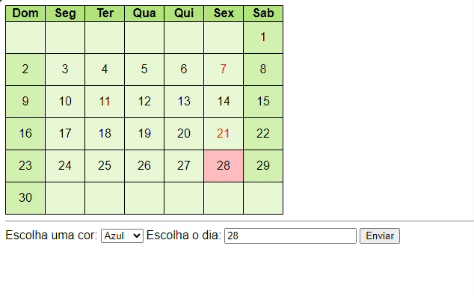 Dom Seg Ter Qua Qui Sex Sab
1
2 3 4 5 6 7 8
9 10 11 12 13 14 15
16 17 18 19 20 21 22
23 24 25 26 27 28 29
30
Escolha uma cor: Azul Escolha o dia: 28 Enviar